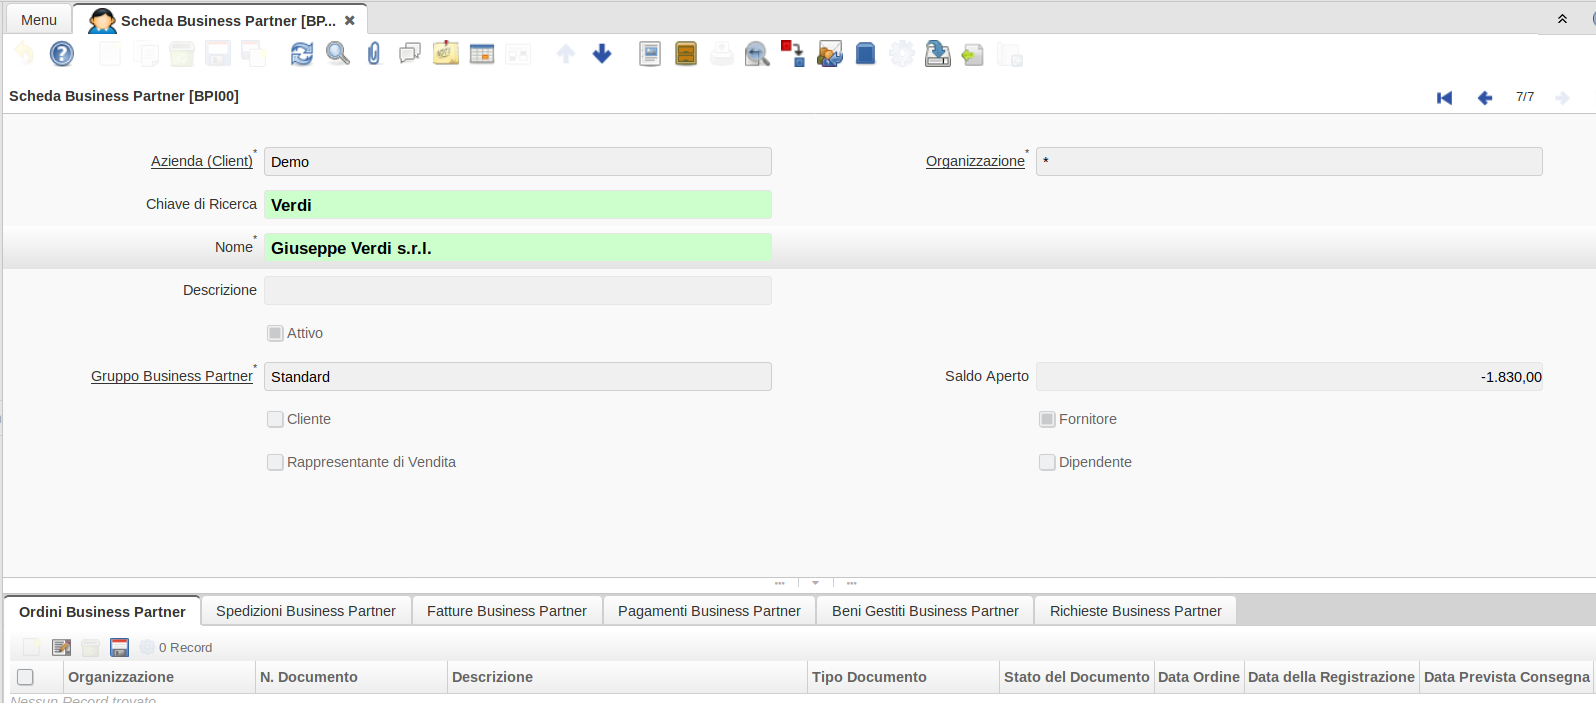 Menu
Scheda Business Partner [BP...
Scheda Business Partner [BPI00]
7/7
Azienda (Client)* Demo
Organizzazione* *
Chiave di Ricerca Verdi
Nome* Giuseppe Verdi s.r.l.
Descrizione
Attivo
Gruppo Business Partner* Standard
Saldo Aperto -1.830,00
Cliente
Fornitore
Rappresentante di Vendita
Dipendente
Ordini Business Partner Spedizioni Business Partner Fatture Business Partner Pagamenti Business Partner Beni Gestiti Business Partner Richieste Business Partner
0 Record
Organizzazione N. Documento Descrizione Tipo Documento Stato del Documento Data Ordine Data della Registrazione Data Prevista Consegna
Nessun Record trovato